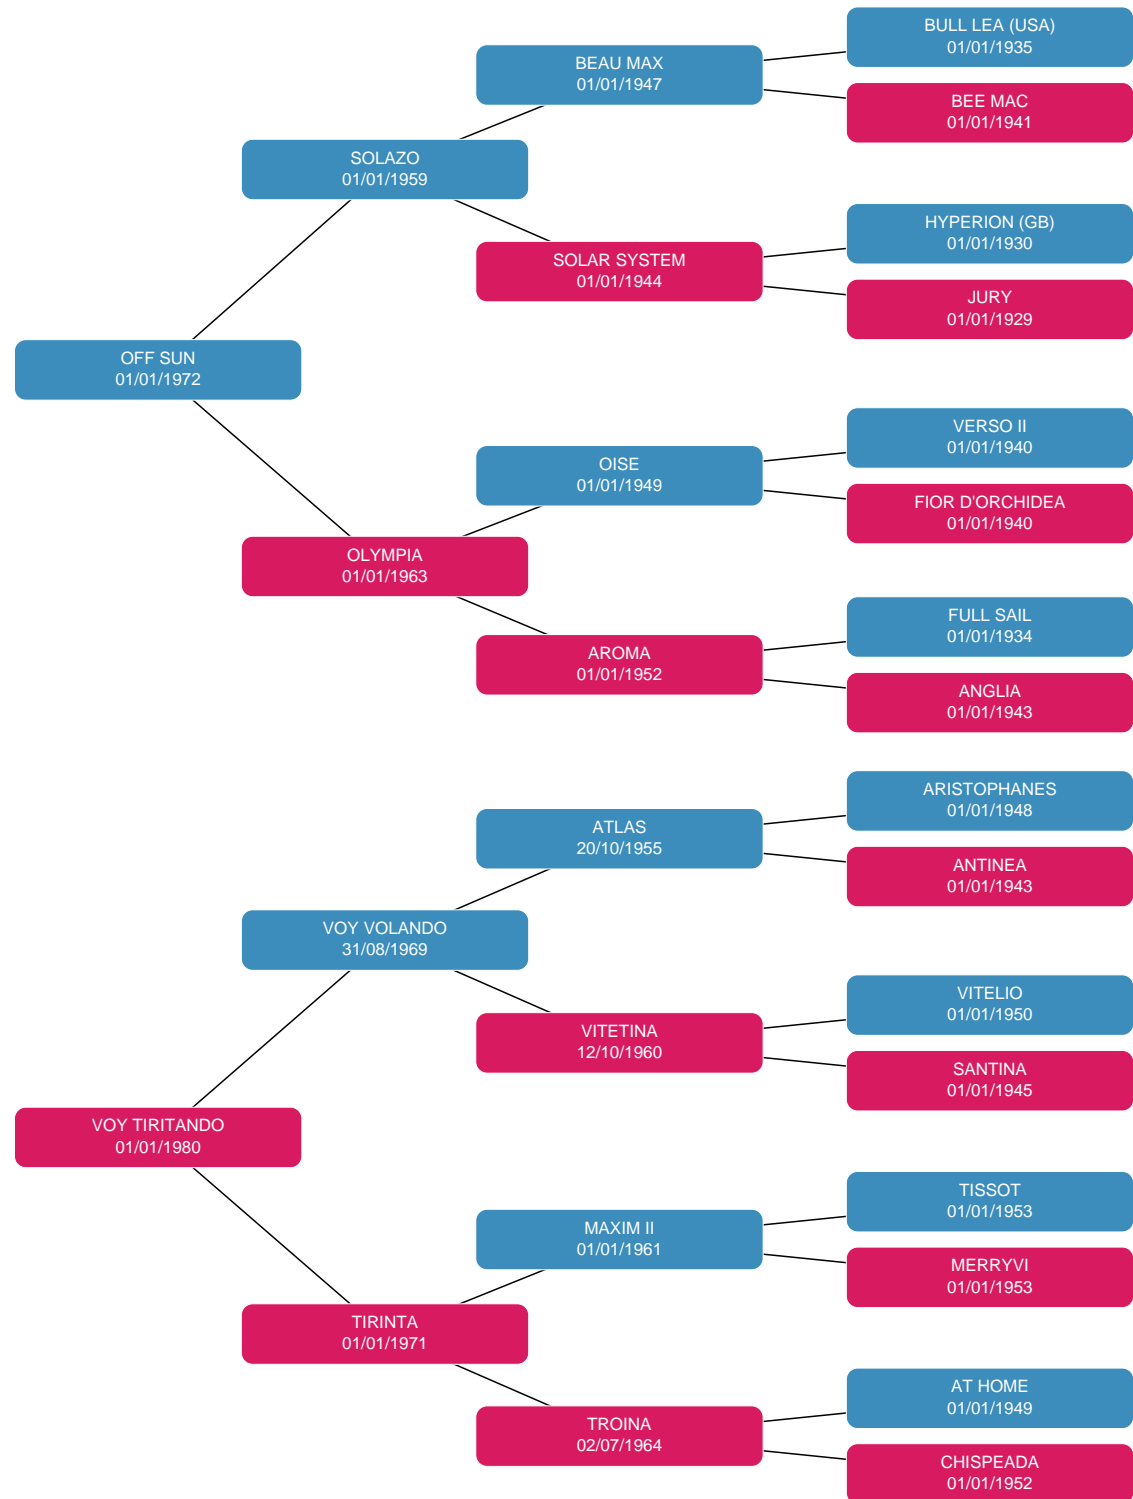 BULL LEA (USA)
01/01/1935
BEAU MAX
01/01/1947
BEE MAC
01/01/1941
SOLAZO
01/01/1959
HYPERION (GB)
01/01/1930
SOLAR SYSTEM
01/01/1944
JURY
01/01/1929
OFF SUN
01/01/1972
VERSO II
01/01/1940
OISE
01/01/1949
FIOR D'ORCHIDEA
01/01/1940
OLYMPIA
01/01/1963
FULL SAIL
01/01/1934
AROMA
01/01/1952
ANGLIA
01/01/1943
ARISTOPHANES
01/01/1948
ATLAS
20/10/1955
ANTINEA
01/01/1943
VOY VOLANDO
31/08/1969
VITELIO
01/01/1950
VITETINA
12/10/1960
SANTINA
01/01/1945
VOY TIRITANDO
01/01/1980
TISSOT
01/01/1953
MAXIM II
01/01/1961
MERRYVI
01/01/1953
TIRINTA
01/01/1971
AT HOME
01/01/1949
TROINA
02/07/1964
CHISPEADA
01/01/1952